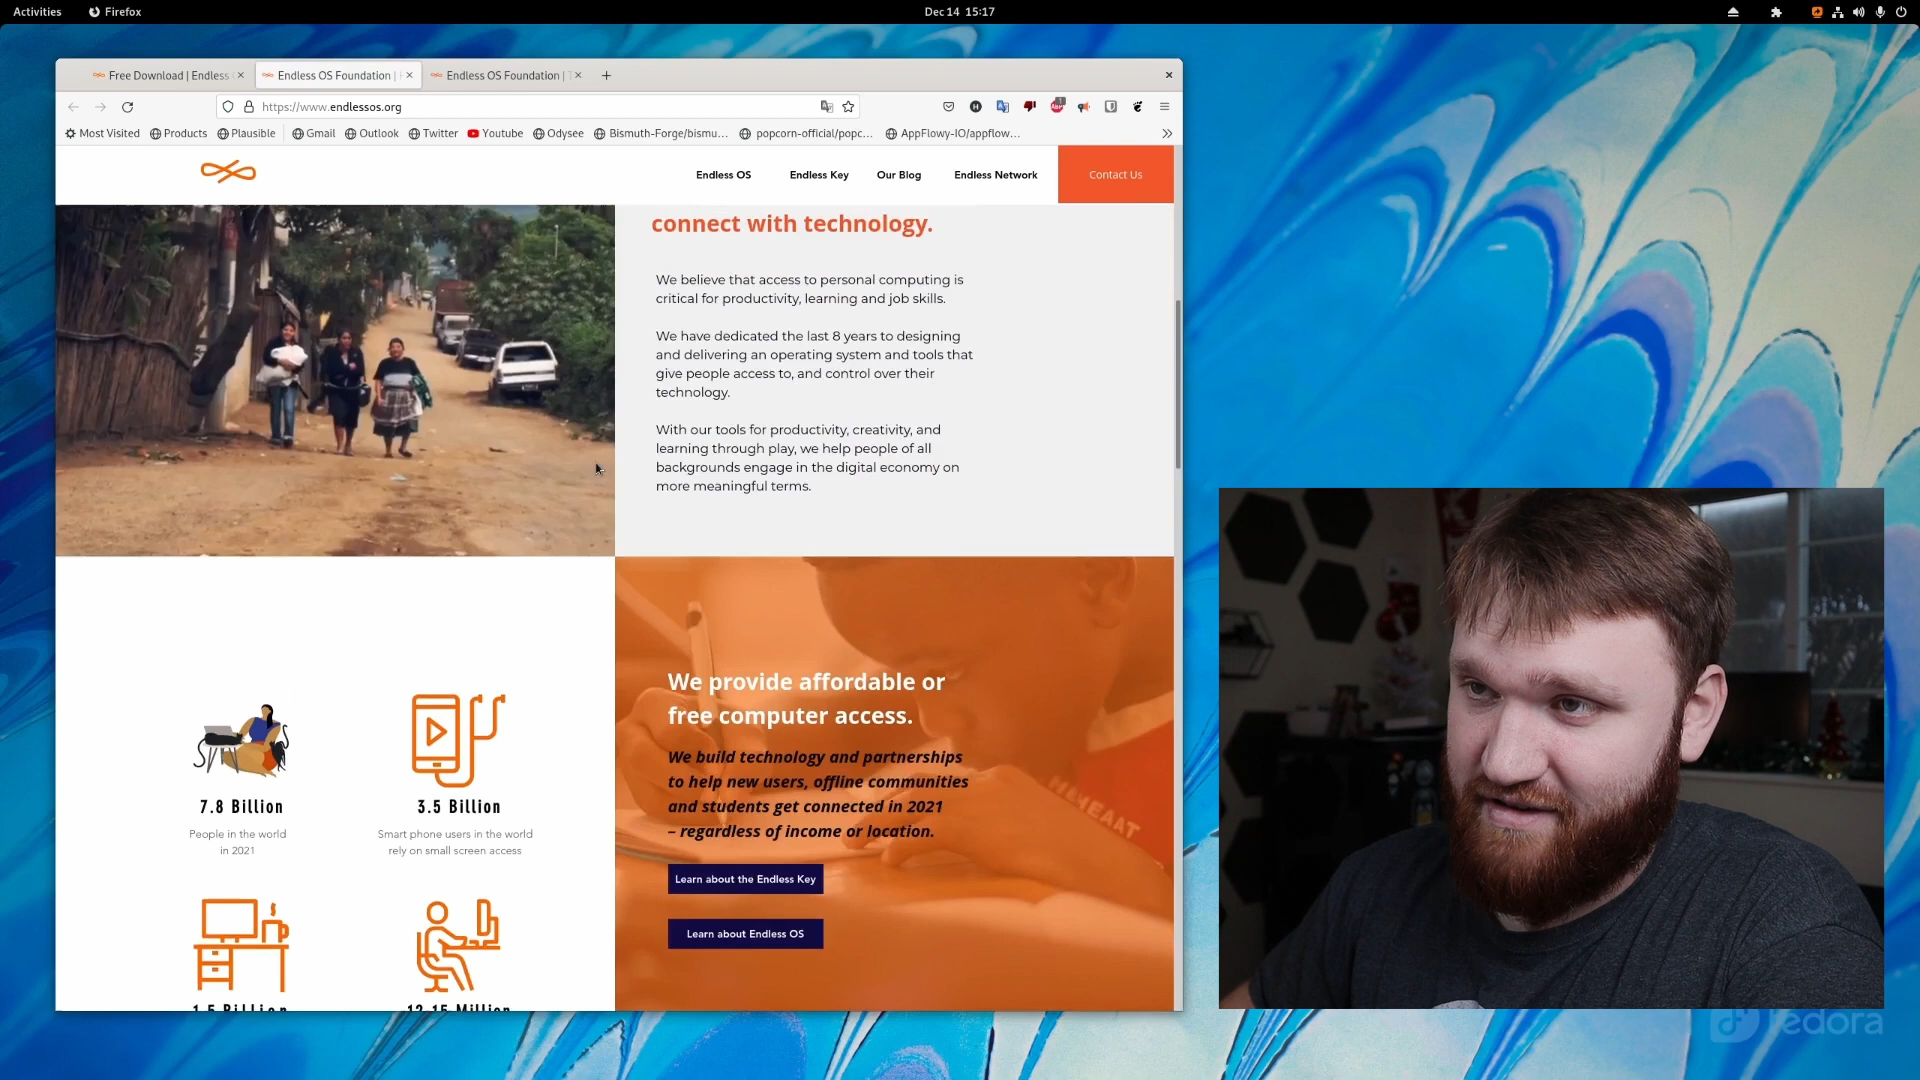 Activities
Firefox
Dec 14 15:17
Free Download | Endless
Endless OS Foundation |
Endless OS Foundation |
https://www.endlessos.org
Most Visited
Products
Plausible
Gmail
Outlook
Twitter
Youtube
Odysee
Bismuth-Forge/bismu...
popcorn-official/popc...
AppFlowy-IO/appflow...
Endless OS
Endless Key
Our Blog
Endless Network
Contact Us
connect with technology.
We believe that access to personal computing is
critical for productivity, learning and job skills.
We have dedicated the last 8 years to designing
and delivering an operating system and tools that
give people access to, and control over their
technology.
With our tools for productivity, creativity, and
learning through play, we help people of all
backgrounds engage in the digital economy on
more meaningful terms.
7.8 Billion
People in the world
in 2021
3.5 Billion
Smart phone users in the world
rely on small screen access
1.5 Billion
12-15 Million
We provide affordable or
free computer access.
We build technology and partnerships
to help new users, offline communities
and students get connected in 2021
– regardless of income or location.
Learn about the Endless Key
Learn about Endless OS
fedora